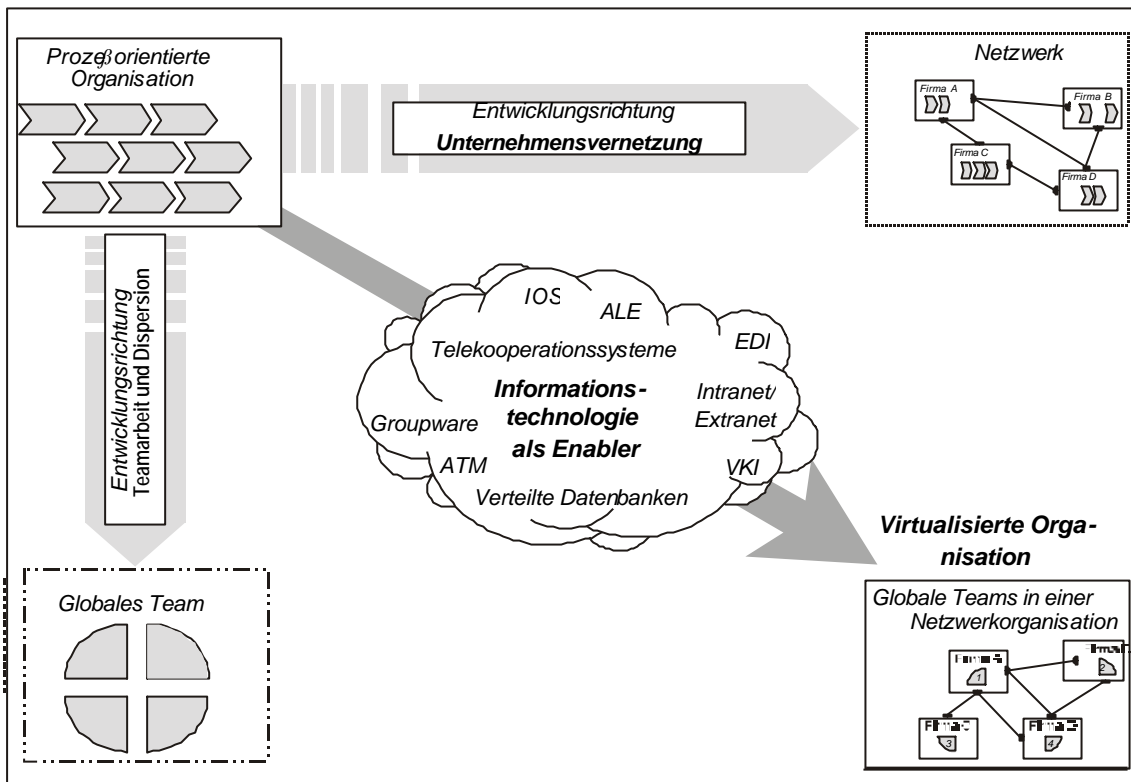 Prozeßorientierte
Organisation
Entwicklungsrichtung
Unternehmensvernetzung
Netzwerk
Firma A
Firma B
Firma C
Firma D
Entwicklungsrichtung
Teamarbeit und Dispersion
IOS
ALE
EDI
Telekooperationssysteme
Informations-
technologie
als Enabler
Intranet/
Extranet
Groupware
ATM
VKI
Verteilte Datenbanken
Virtualisierte Orga-
nisation
Globales Team
Globale Teams in einer
Netzwerkorganisation
1
2
3
4